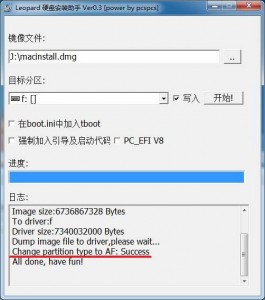 Leopard 硬盘安装助手 Ver0.3 [power by pcspcs]
镜像文件:
J:\macinstall.dmg
..
目标分区:
f: []
写入
开始!
在boot.ini中加入tboot
强制加入引导及启动代码
PC_EFI V8
进度:
日志:
Image size:6736867328 Bytes
To driver:f
Driver size:7340032000 Bytes
Dump image file to driver,please wait...
Change partition type to AF: Success
All done, have fun!